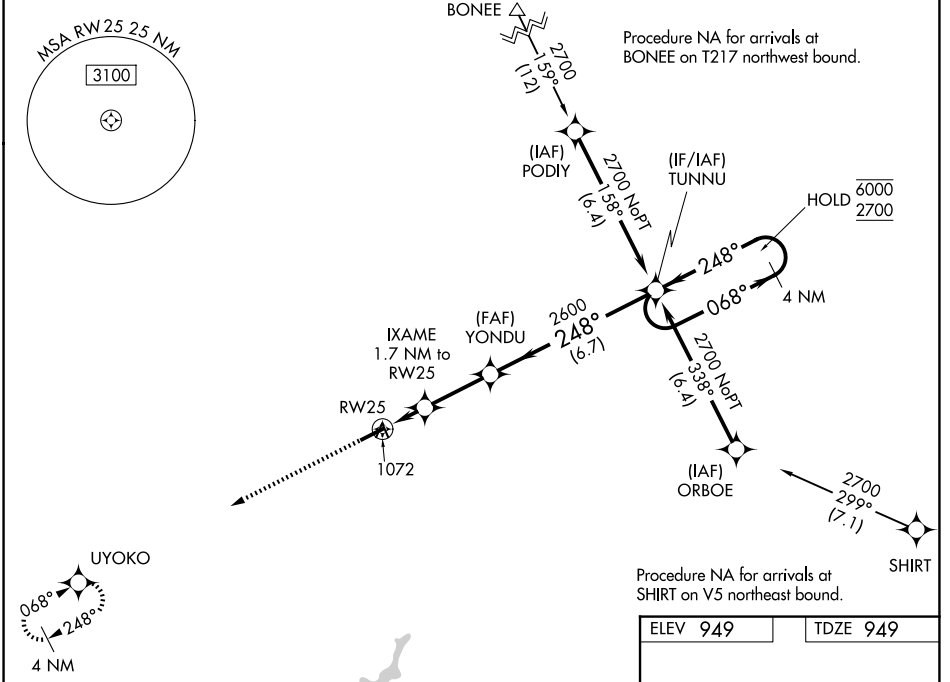 MSA RW25 25 NM
3100
BONEE
2700
159°
(12)
Procedure NA for arrivals at
BONEE on T217 northwest bound.
(IAF)
PODIY
2700 NoPT
158°
(6.4)
(IF/IAF)
TUNNU
HOLD 6000
2700
248°
068°
4 NM
2600
248°
(6.7)
(FAF)
YONDU
IXAME
1.7 NM to
RW25
RW25
1072
2700 NoPT
338°
(6.4)
(IAF)
ORBOE
2700
299°
(7.1)
SHIRT
UYOKO
068°
248°
4 NM
Procedure NA for arrivals at
SHIRT on V5 northeast bound.
ELEV 949
TDZE 949